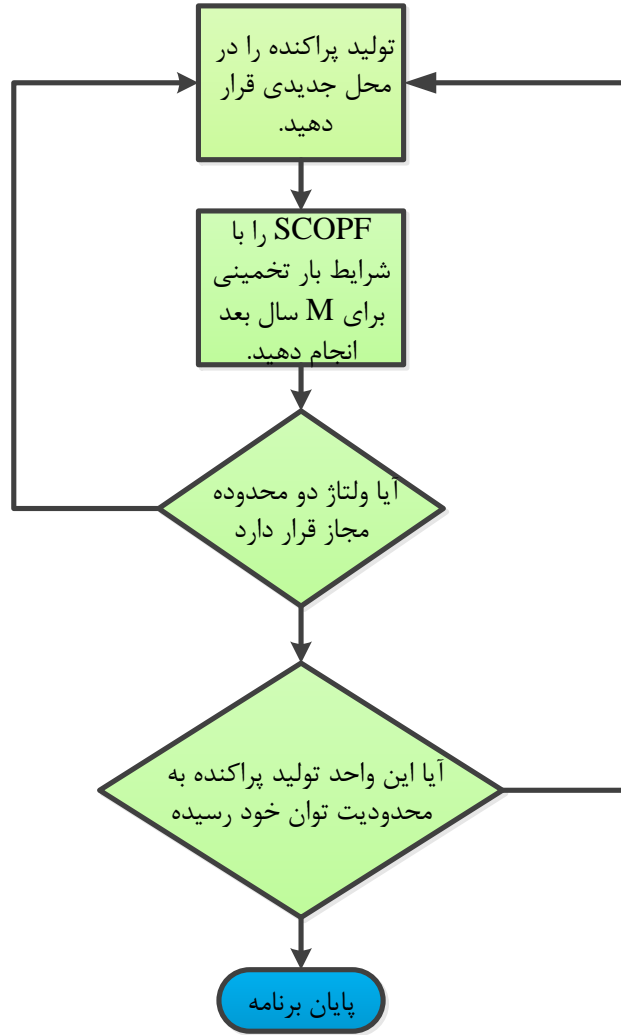 تولید پراکنده را در
محل جدیدی قرار
دهید.
SCOPF را با
شرایط بار تخمینی
برای M سال بعد
انجام دهید.
آیا ولتاژ دو محدوده
مجاز قرار دارد
آیا این واحد تولید پراکنده به
محدودیت توان خود رسیده
پایان برنامه